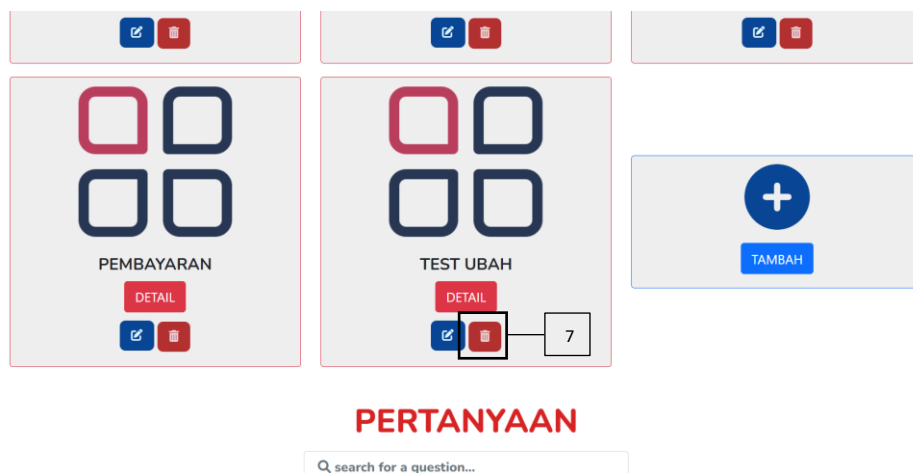 PEMBAYARAN
DETAIL
TEST UBAH
DETAIL
7
TAMBAH
PERTANYAAN
search for a question...